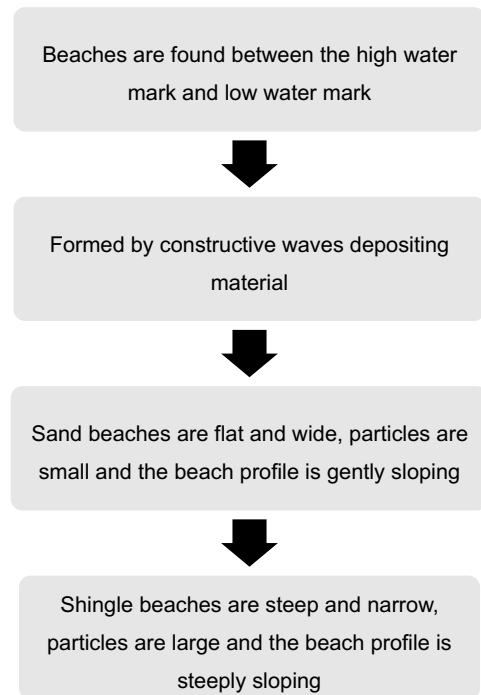 Beaches are found between the high water
mark and low water mark
Formed by constructive waves depositing
material
Sand beaches are flat and wide, particles are
small and the beach profile is gently sloping
Shingle beaches are steep and narrow,
particles are large and the beach profile is
steeply sloping